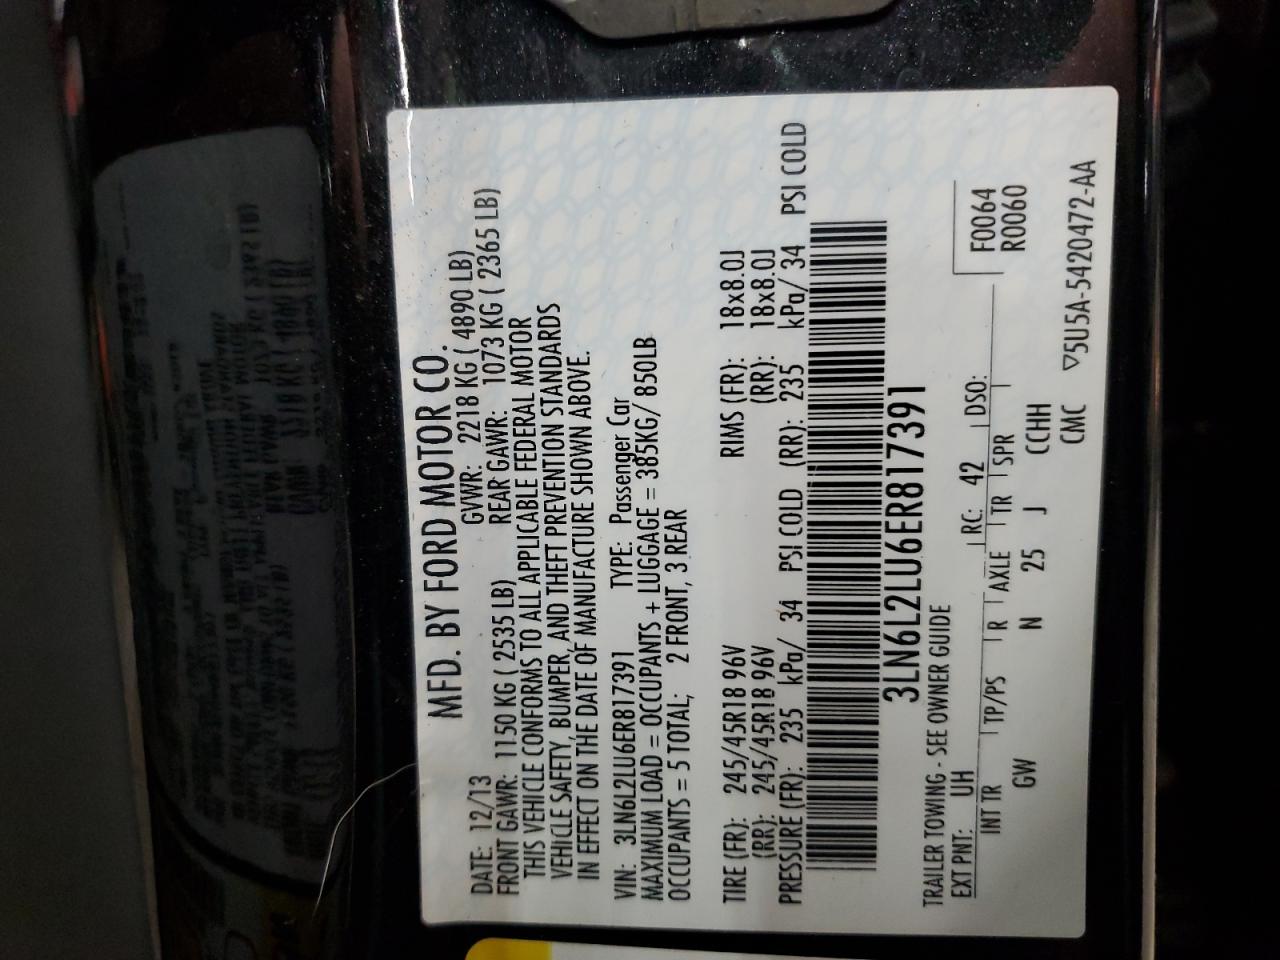 MFD. BY FORD MOTOR CO.
DATE: 12/13 GVWR: 2218 KG ( 4890 LB)
FRONT GAWR: 1150 KG ( 2535 LB) REAR GAWR: 1073 KG ( 2365 LB)
THIS VEHICLE CONFORMS TO ALL APPLICABLE FEDERAL MOTOR
VEHICLE SAFETY, BUMPER, AND THEFT PREVENTION STANDARDS
IN EFFECT ON THE DATE OF MANUFACTURE SHOWN ABOVE.
VIN: 3LN6L2LU6ER817391 TYPE: Passenger Car
MAXIMUM LOAD = OCCUPANTS + LUGGAGE = 385KG/ 850LB
OCCUPANTS = 5 TOTAL; 2 FRONT, 3 REAR
TIRE (FR): 245/45R18 96V RIMS (FR): 18x8.0J
(RR): 245/45R18 96V (RR): 18x8.0J
PRESSURE (FR): 235 kPa/ 34 PSI COLD (RR): 235 kPa/ 34 PSI COLD
3LN6L2LU6ER817391
TRAILER TOWING - SEE OWNER GUIDE
EXT PNT: UH RC: 42 DSO: F0064
INT TR TP/PS R AXLE TR SPR R0060
GW N 25 J CCHH
CMC ▽5U5A-5420472-AA